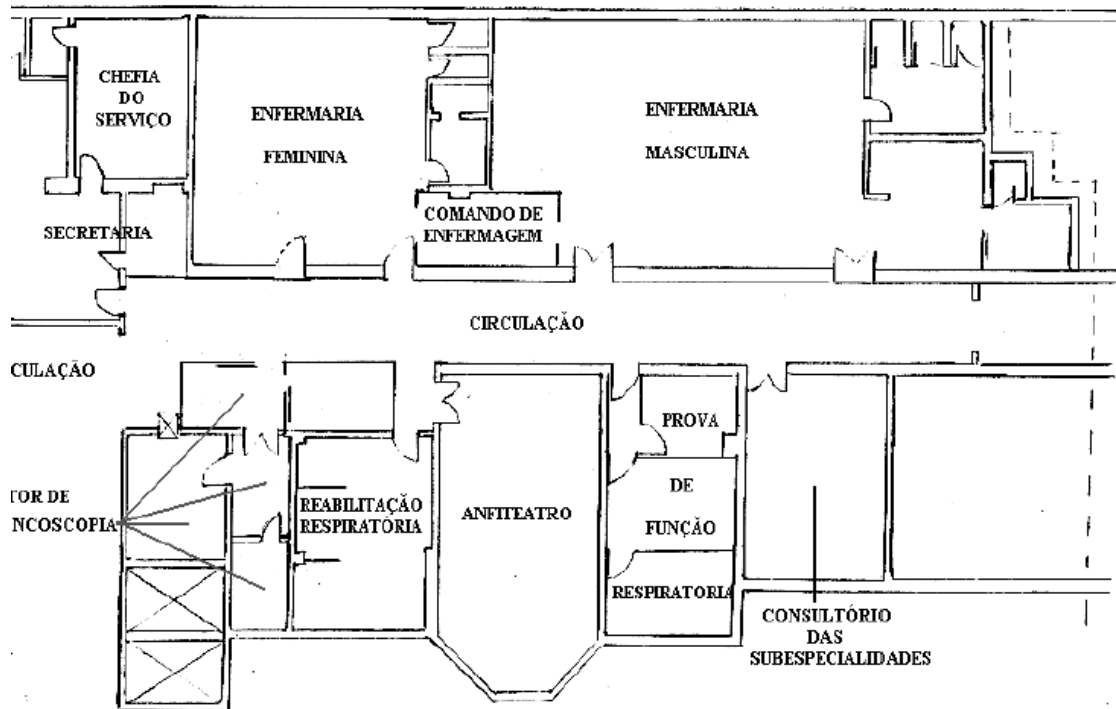 CHEFIA
DO
SERVIÇO
ENFERMARIA
FEMININA
ENFERMARIA
MASCULINA
SECRETARIA
COMANDO DE
ENFERMAGEM
CIRCULAÇÃO
CULAÇÃO
TOR DE
NCOSCOPIA
REABILITAÇÃO
RESPIRATÓRIA
ANFITEATRO
PROVA
DE
FUNÇÃO
RESPIRATORIA
CONSULTÓRIO
DAS
SUBESPECIALIDADES